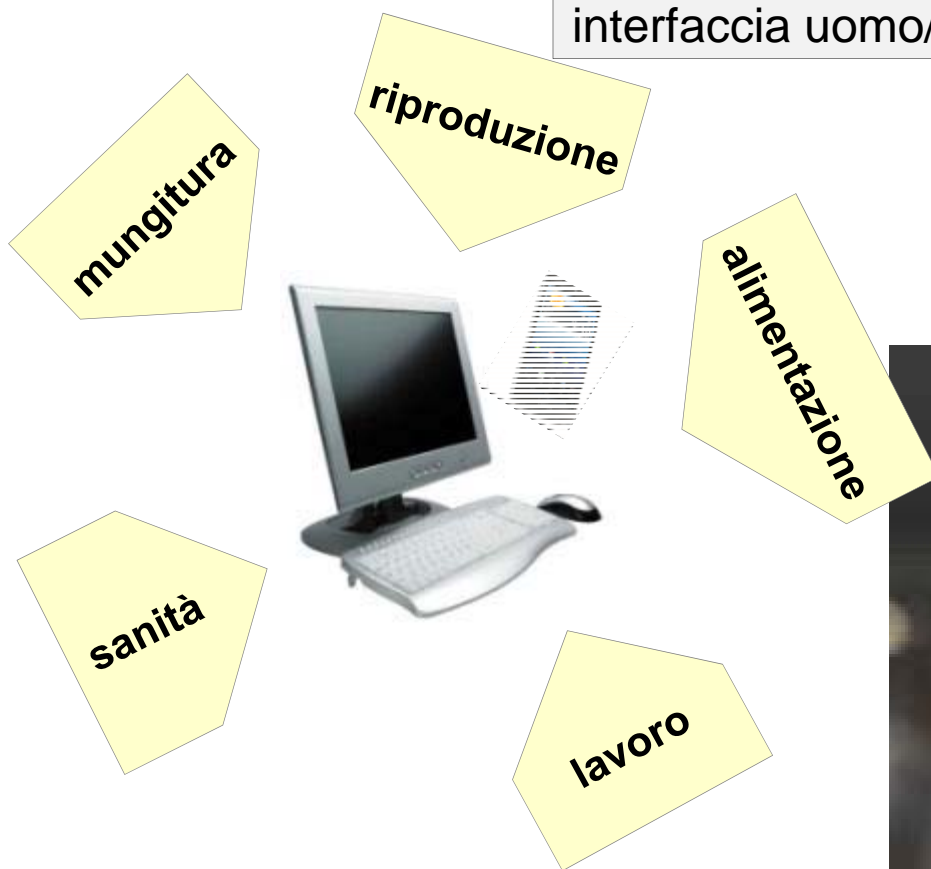 interfaccia uomo/
riproduzione
mungitura
alimentazione
sanità
lavoro